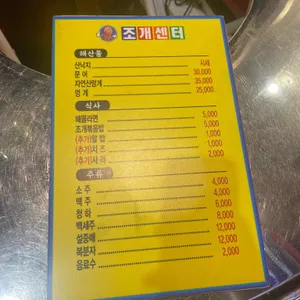 조개센터
해산물
산낙지 시세
문어 30,000
자연산멍게 35,000
멍게 25,000
식사
해물라면 5,000
조개볶음밥 5,000
(추가)알밥 1,000
(추가)치즈 1,000
(추가)사리 2,000
주류
소주 4,000
맥주 4,000
청하 6,000
백세주 8,000
설중매 12,000
복분자 12,000
음료수 2,000